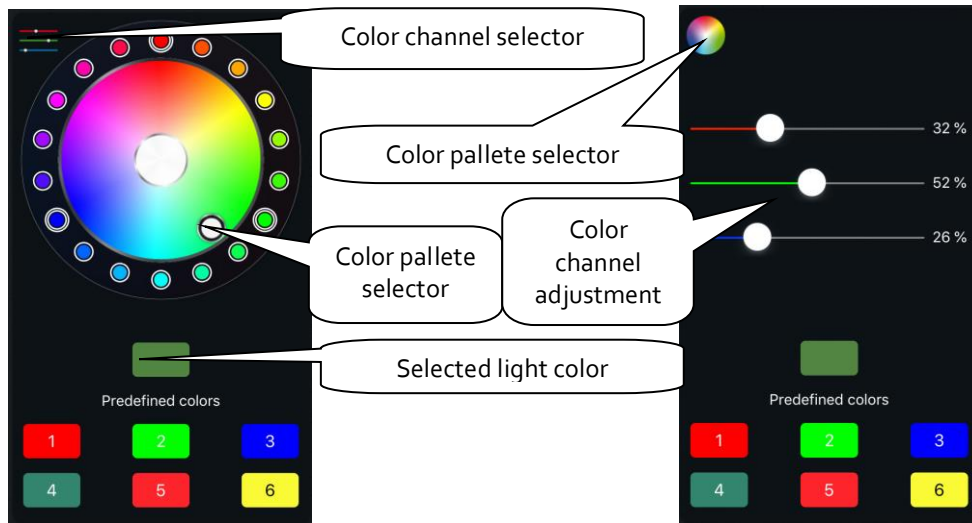 Color channel selector
Color pallete selector
32 %
52 %
26 %
Color pallete
selector
Color
channel
adjustment
Selected light color
Predefined colors
1
2
3
4
5
6
Predefined colors
1
2
3
4
5
6